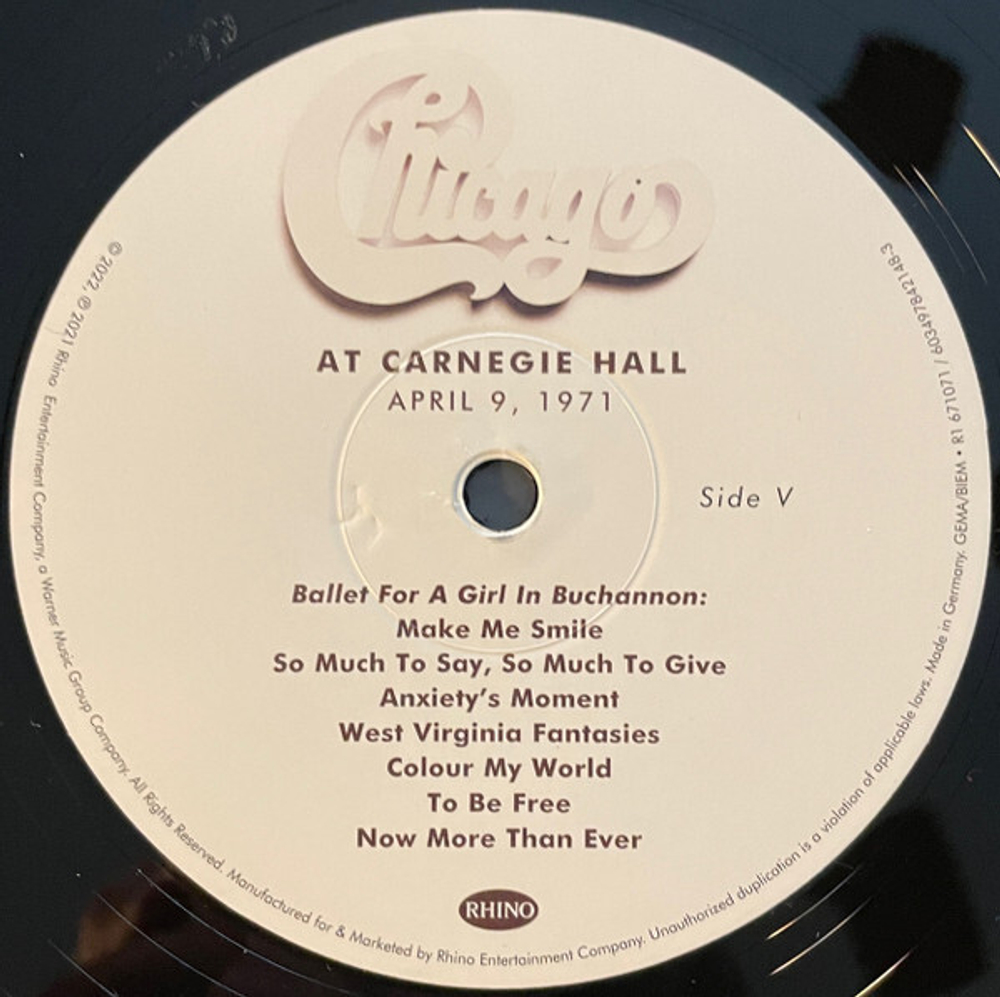 Chicago
AT CARNEGIE HALL
APRIL 9, 1971
Side V
Ballet For A Girl In Buchannon:
Make Me Smile
So Much To Say, So Much To Give
Anxiety's Moment
West Virginia Fantasies
Colour My World
To Be Free
Now More Than Ever
RHINO
© 2022, ℗ 2021 Rhino Entertainment Company, a Warner Music Group Company. All Rights Reserved. Manufactured for & Marketed by Rhino Entertainment Company. Unauthorized duplication is a violation of applicable laws. Made in Germany. GEMA/BIEM • R1 671071 / 603497842148-3